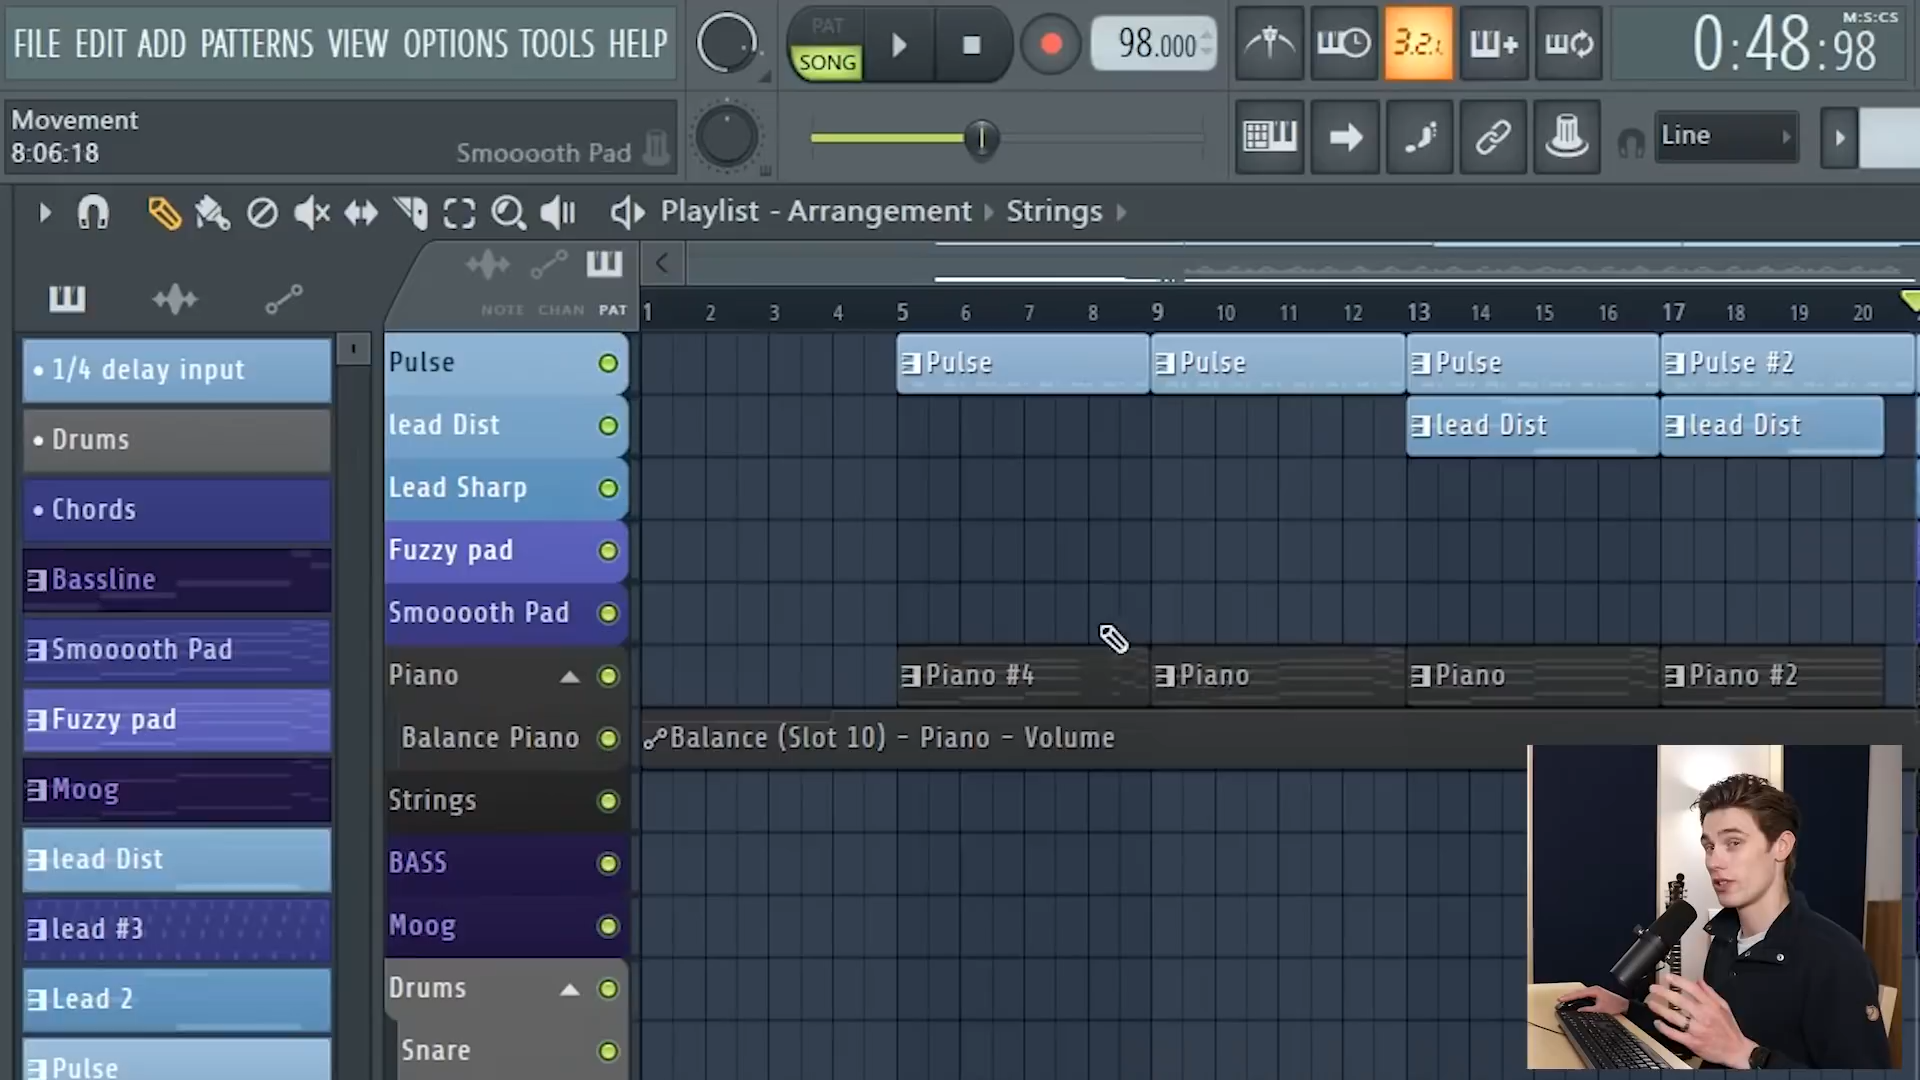 FILE EDIT ADD PATTERNS VIEW OPTIONS TOOLS HELP
PAT
SONG
98.000
3.2.1
M:S:CS
0:48:98
Movement
8:06:18
Smooooth Pad
Line
Playlist - Arrangement
Strings
NOTE CHAN PAT
1 2 3 4 5 6 7 8 9 10 11 12 13 14 15 16 17 18 19 20
1/4 delay input
Drums
Chords
Bassline
Smooooth Pad
Fuzzy pad
Moog
lead Dist
lead #3
Lead 2
Pulse
Pulse
Pulse
Pulse
Pulse
Pulse #2
lead Dist
lead Dist
lead Dist
Lead Sharp
Fuzzy pad
Smooooth Pad
Piano
Piano #4
Piano
Piano
Piano #2
Balance Piano
Balance (Slot 10) - Piano - Volume
Strings
BASS
Moog
Drums
Snare